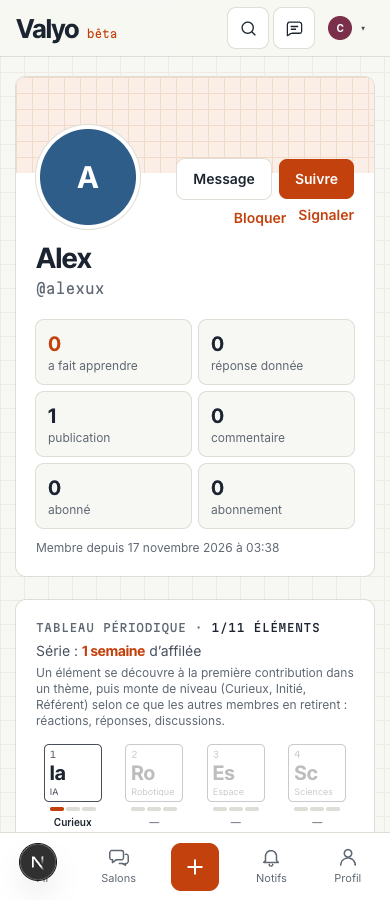 Valyo bêta
C
A
Message
Suivre
Bloquer
Signaler
Alex
@alexux
0
a fait apprendre
0
réponse donnée
1
publication
0
commentaire
0
abonné
0
abonnement
Membre depuis 17 novembre 2026 à 03:38
TABLEAU PÉRIODIQUE · 1/11 ÉLÉMENTS
Série : 1 semaine d’affilée
Un élément se découvre à la première contribution dans
un thème, puis monte de niveau (Curieux, Initié,
Référent) selon ce que les autres membres en retirent :
réactions, réponses, discussions.
1
Ia
IA
Curieux
2
Ro
Robotique
—
3
Es
Espace
—
4
Sc
Sciences
—
N
Salons
Notifs
Profil